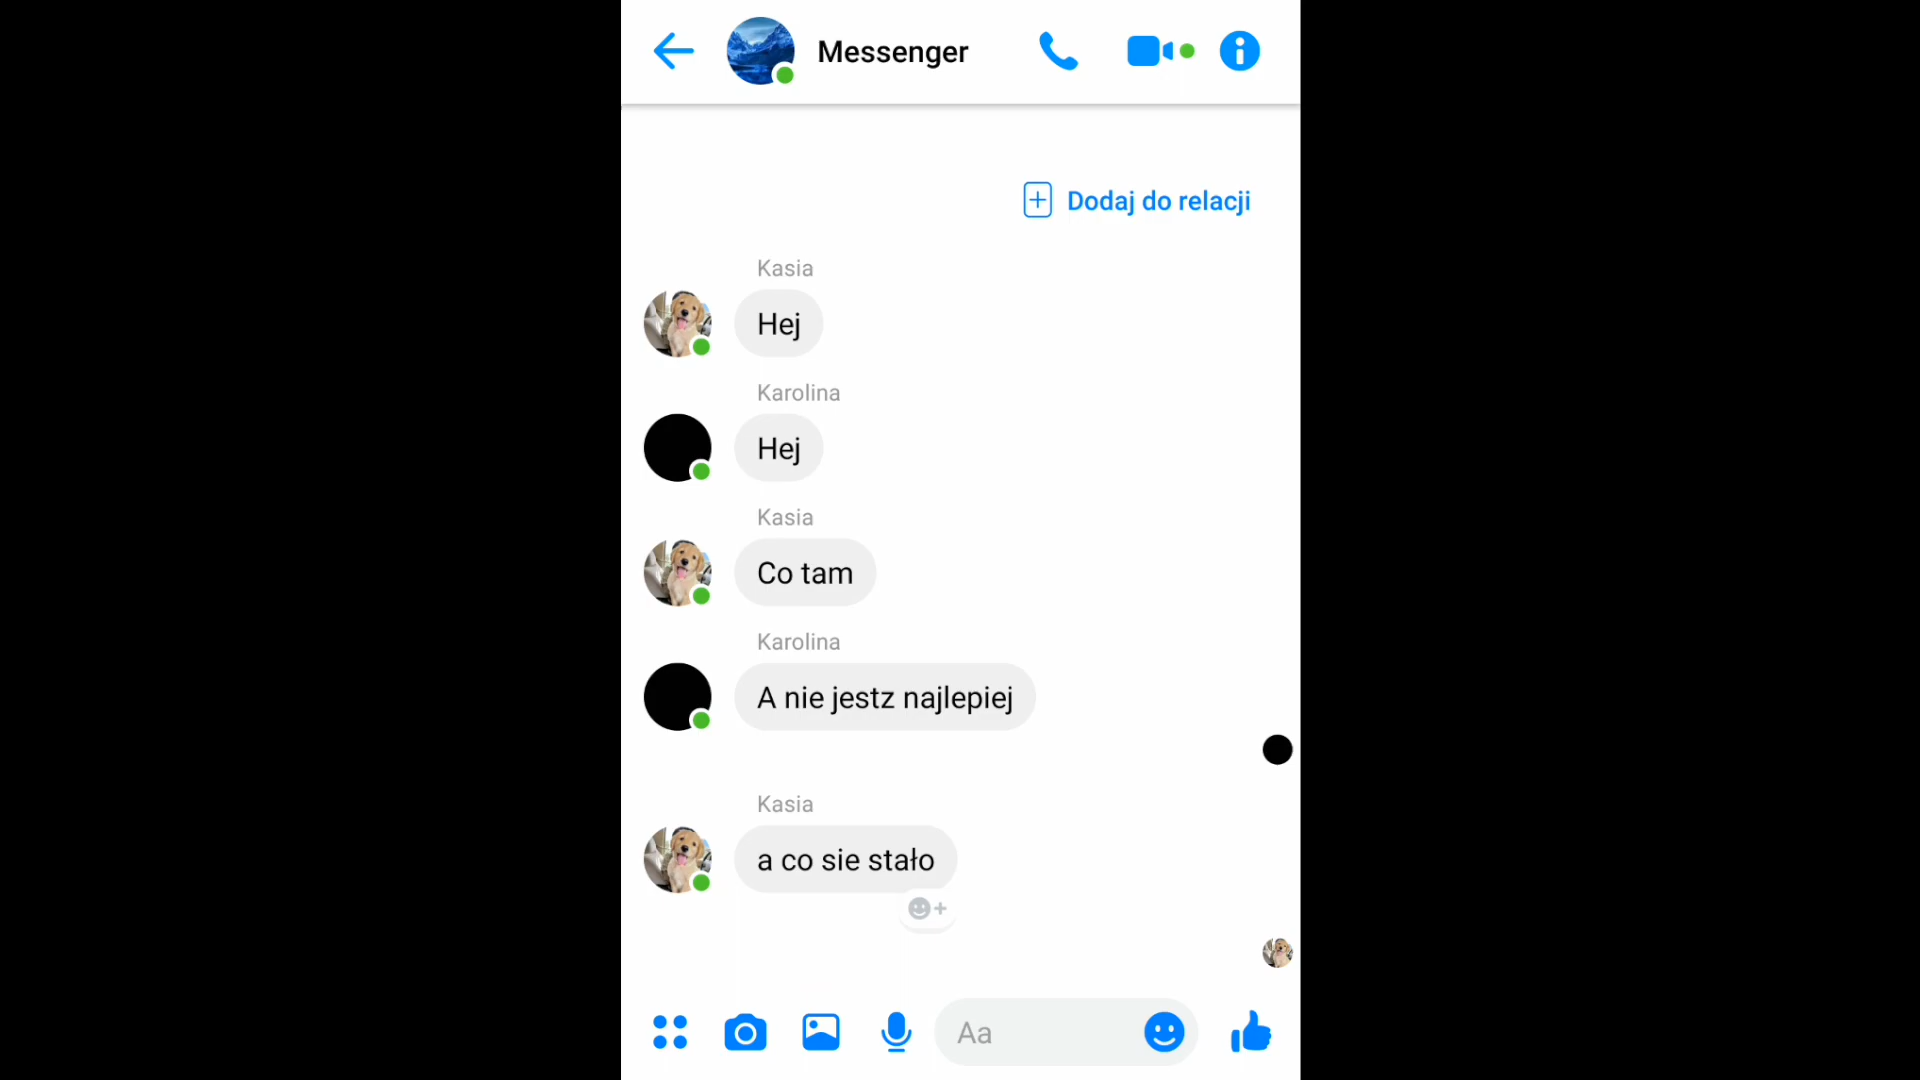 Messenger
Dodaj do relacji
Kasia
Hej
Karolina
Hej
Kasia
Co tam
Karolina
A nie jestz najlepiej
Kasia
a co sie stało
Aa